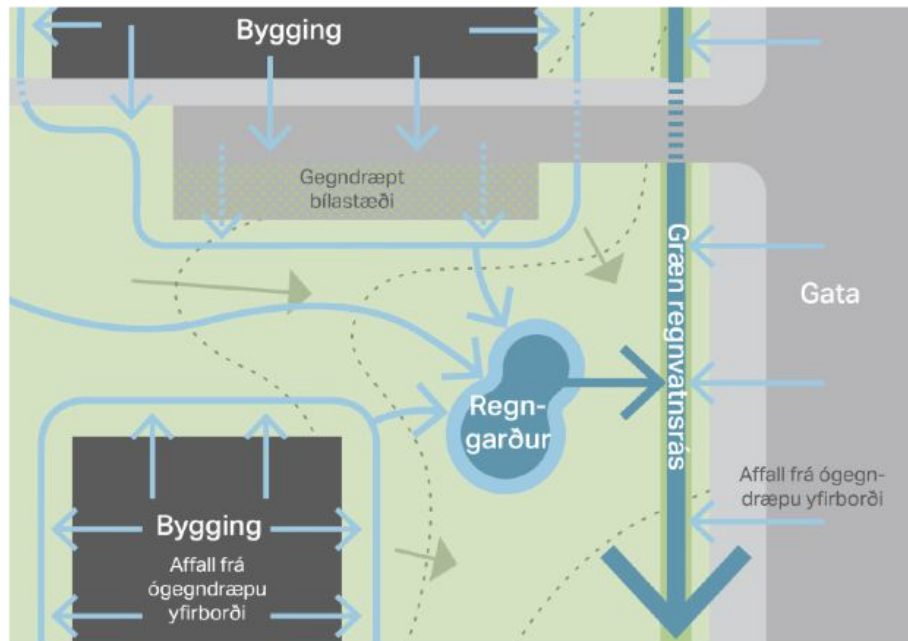 Bygging
Gegndræpt
bílastæði
Græn regnvatnsrás
Gata
Regn-
garður
Affall frá ógegn-
dræpu yfirborði
Bygging
Affall frá
ógegndræpu
yfirborði